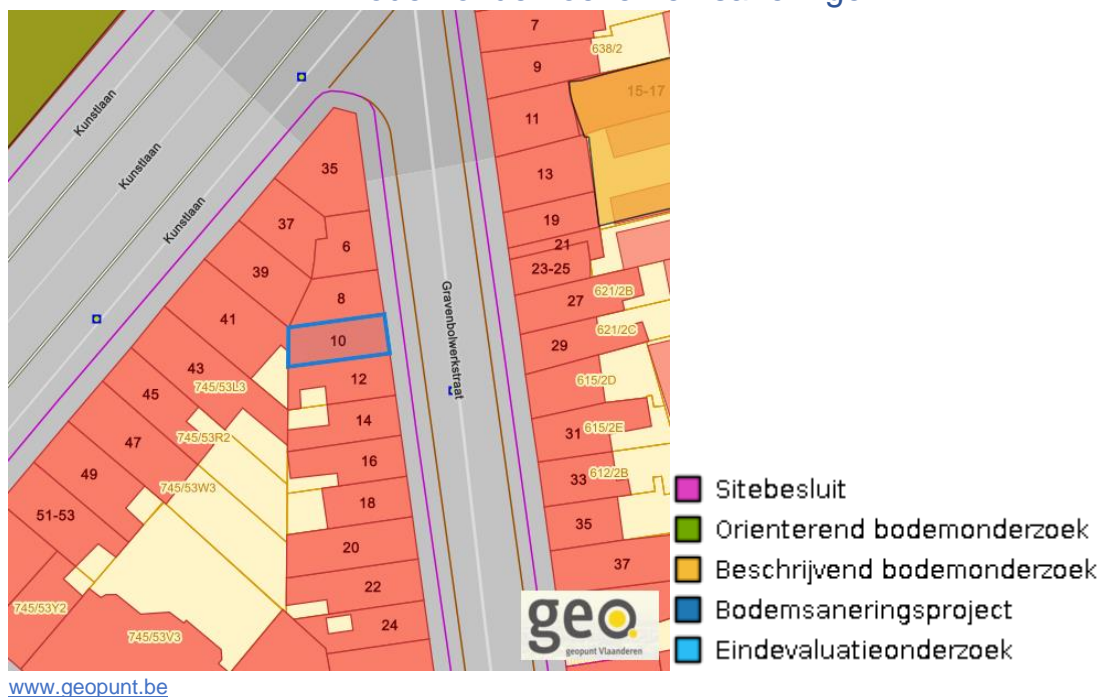 7
638/2
9
15-17
11
Kunstlaan
Kunstlaan
Kunstlaan
35
13
37
19
6
21
39
23-25
8
27
621/2B
41
10
Gravenbolwerkstraat
621/2C
29
43
12
745/53L3
615/2D
45
14
745/53R2
31
615/2E
47
16
49
745/53W3
33
612/2B
18
51-53
35
20
37
22
745/53Y2
24
745/53V3
geo
geopunt Vlaanderen
Sitebesluit
Orienterend bodemonderzoek
Beschrijvend bodemonderzoek
Bodemsaneringsproject
Eindevaluatieonderzoek
www.geopunt.be